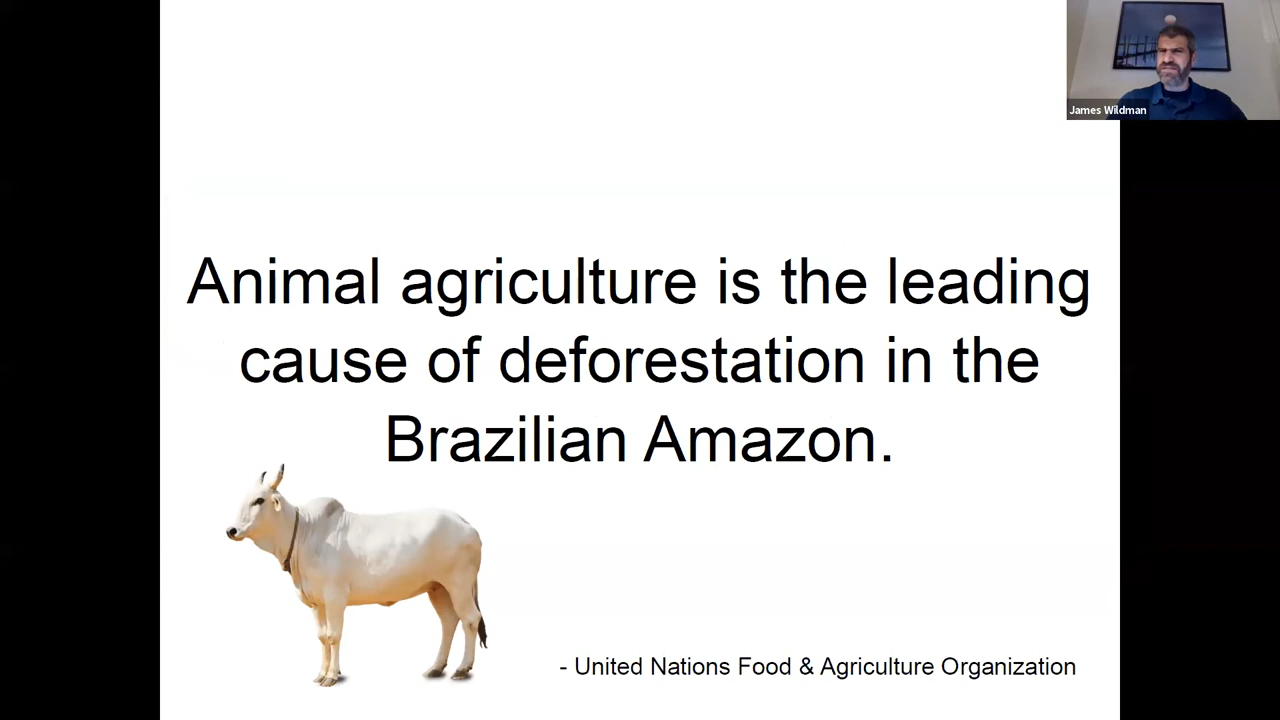 James Wildman
Animal agriculture is the leading
cause of deforestation in the
Brazilian Amazon.
- United Nations Food & Agriculture Organization